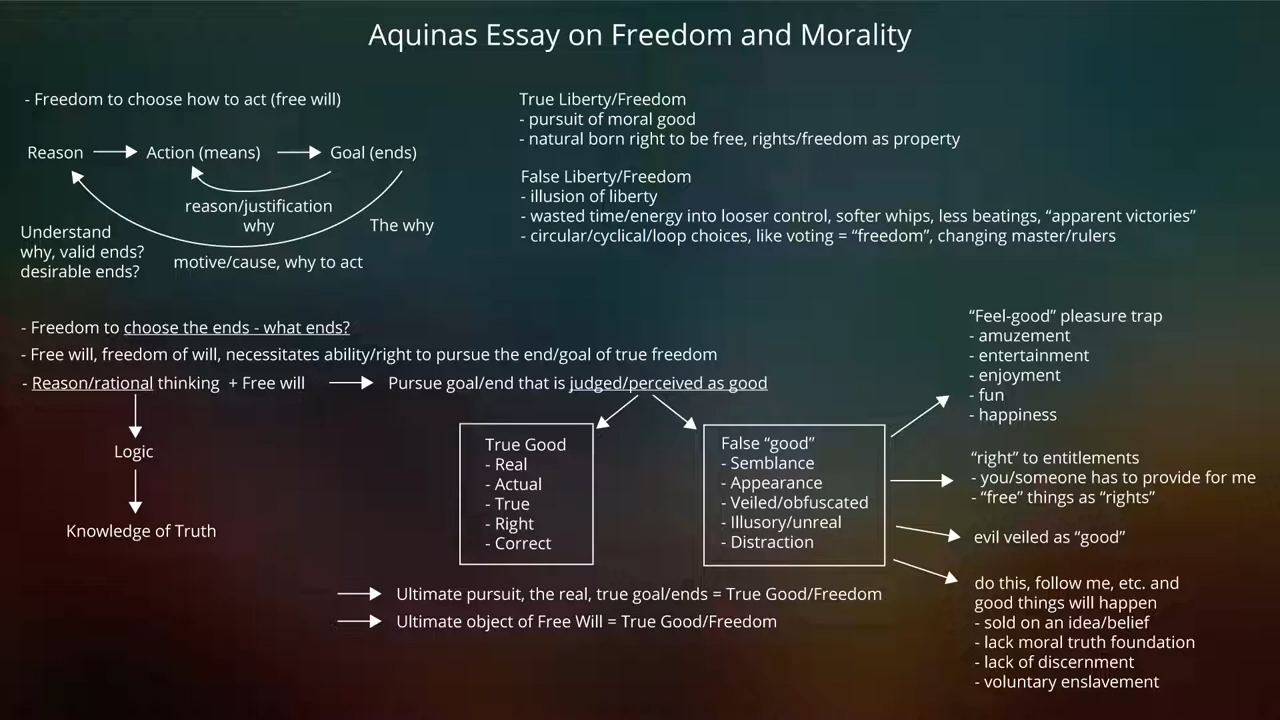 Aquinas Essay on Freedom and Morality
- Freedom to choose how to act (free will)
Reason
Action (means)
Goal (ends)
reason/justification
why
The why
Understand
why, valid ends?
desirable ends?
motive/cause, why to act
True Liberty/Freedom
- pursuit of moral good
- natural born right to be free, rights/freedom as property
False Liberty/Freedom
- illusion of liberty
- wasted time/energy into looser control, softer whips, less beatings, “apparent victories”
- circular/cyclical/loop choices, like voting = “freedom”, changing master/rulers
- Freedom to choose the ends - what ends?
- Free will, freedom of will, necessitates ability/right to pursue the end/goal of true freedom
- Reason/rational thinking + Free will
Pursue goal/end that is judged/perceived as good
Logic
Knowledge of Truth
True Good
- Real
- Actual
- True
- Right
- Correct
False “good”
- Semblance
- Appearance
- Veiled/obfuscated
- Illusory/unreal
- Distraction
“Feel-good” pleasure trap
- amuzement
- entertainment
- enjoyment
- fun
- happiness
“right” to entitlements
- you/someone has to provide for me
- “free” things as “rights”
evil veiled as “good”
do this, follow me, etc. and
good things will happen
- sold on an idea/belief
- lack moral truth foundation
- lack of discernment
- voluntary enslavement
Ultimate pursuit, the real, true goal/ends = True Good/Freedom
Ultimate object of Free Will = True Good/Freedom